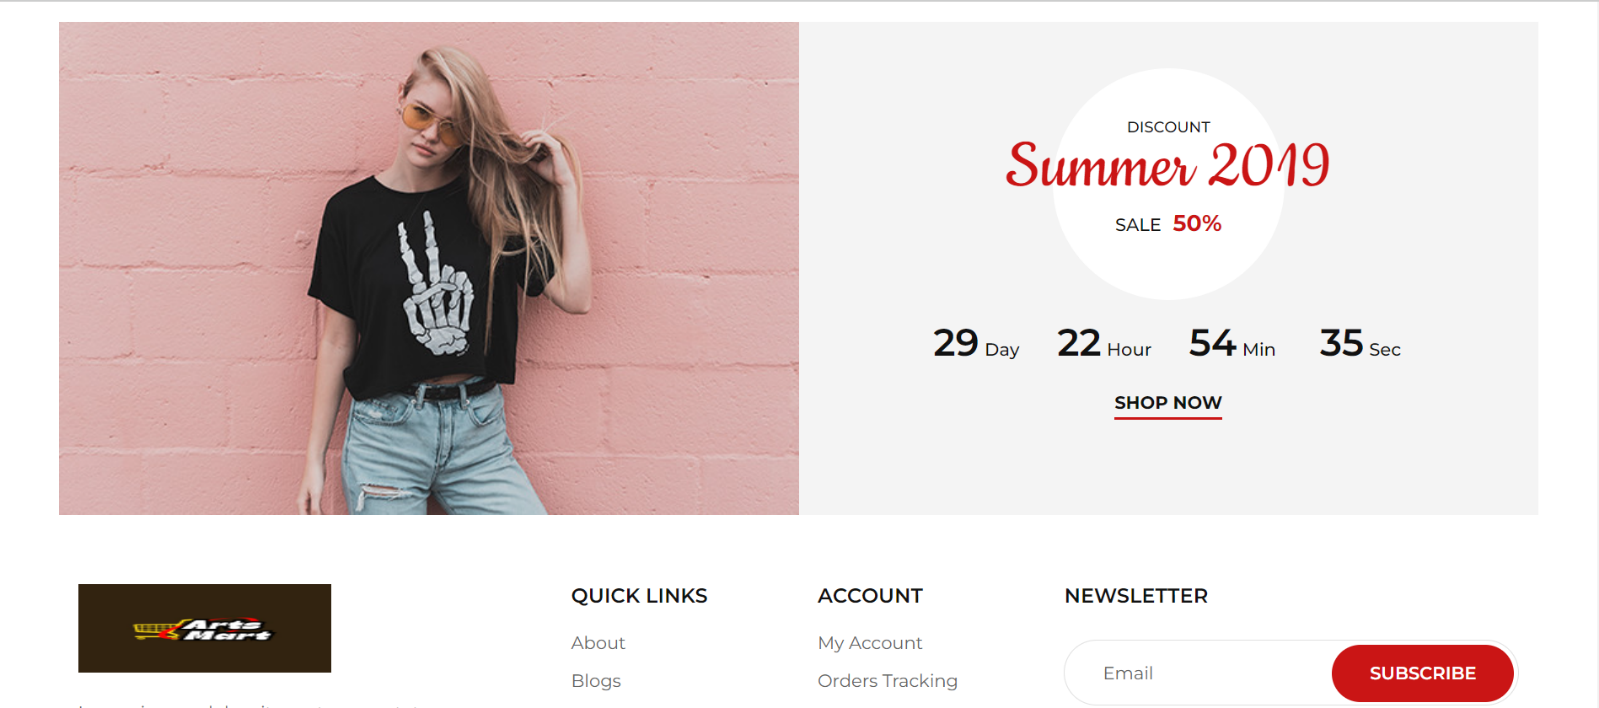 DISCOUNT
Summer 2019
SALE 50%
29 Day 22 Hour 54 Min 35 Sec
SHOP NOW
Arts
Mart
QUICK LINKS
About
Blogs
ACCOUNT
My Account
Orders Tracking
NEWSLETTER
Email
SUBSCRIBE